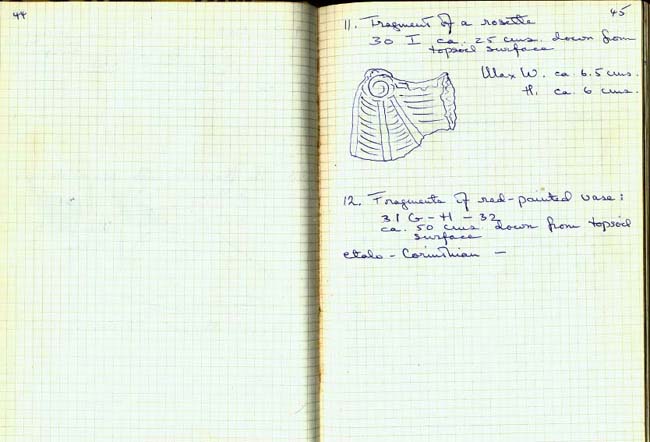 44
45
11. Fragment of a rosette
30 I ca. 25 cms. down from
topsoil surface
Max W. ca 6.5 cms.
H. ca 6 cms.
12. Fragments of red-painted vase:
31 G-H - 32
ca. 50 cms. down from topsoil
surface
etalo - Corinthian -